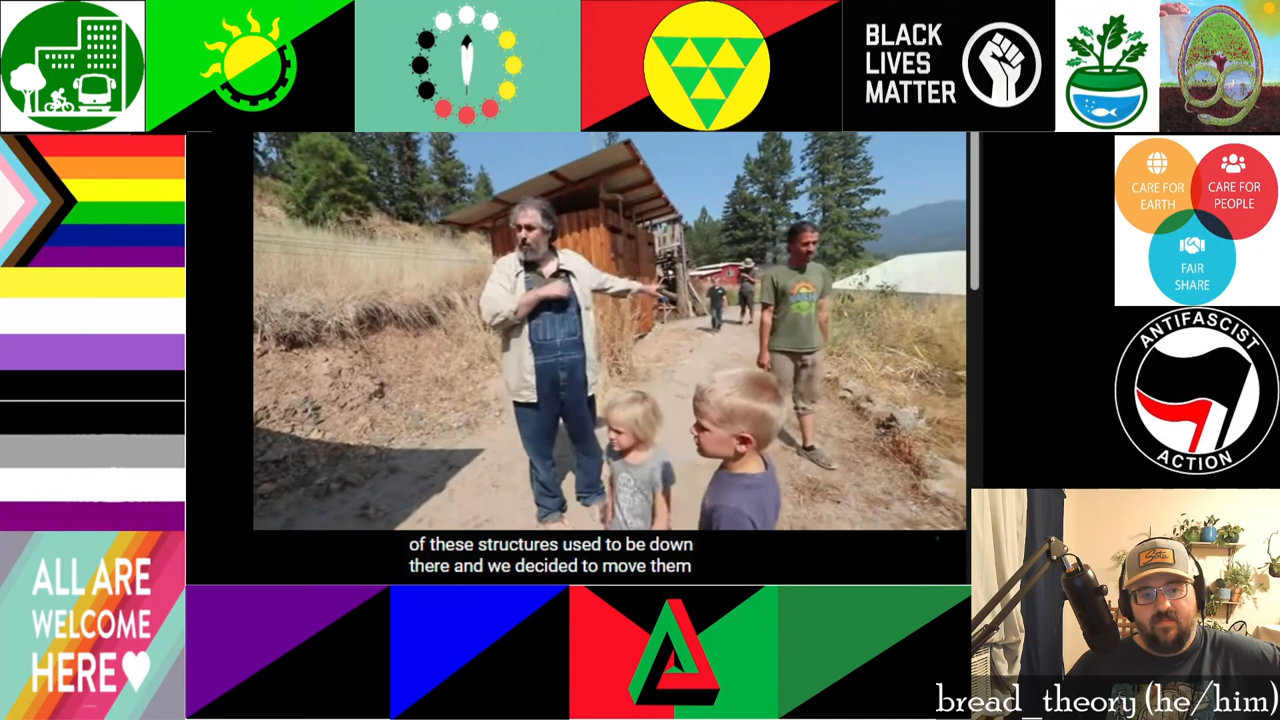 BLACK
LIVES
MATTER
CARE FOR
EARTH
CARE FOR
PEOPLE
FAIR
SHARE
ANTIFASCIST
ACTION
of these structures used to be down
there and we decided to move them
ALL ARE
WELCOME
HERE
Sota
bread_theory (he/him)